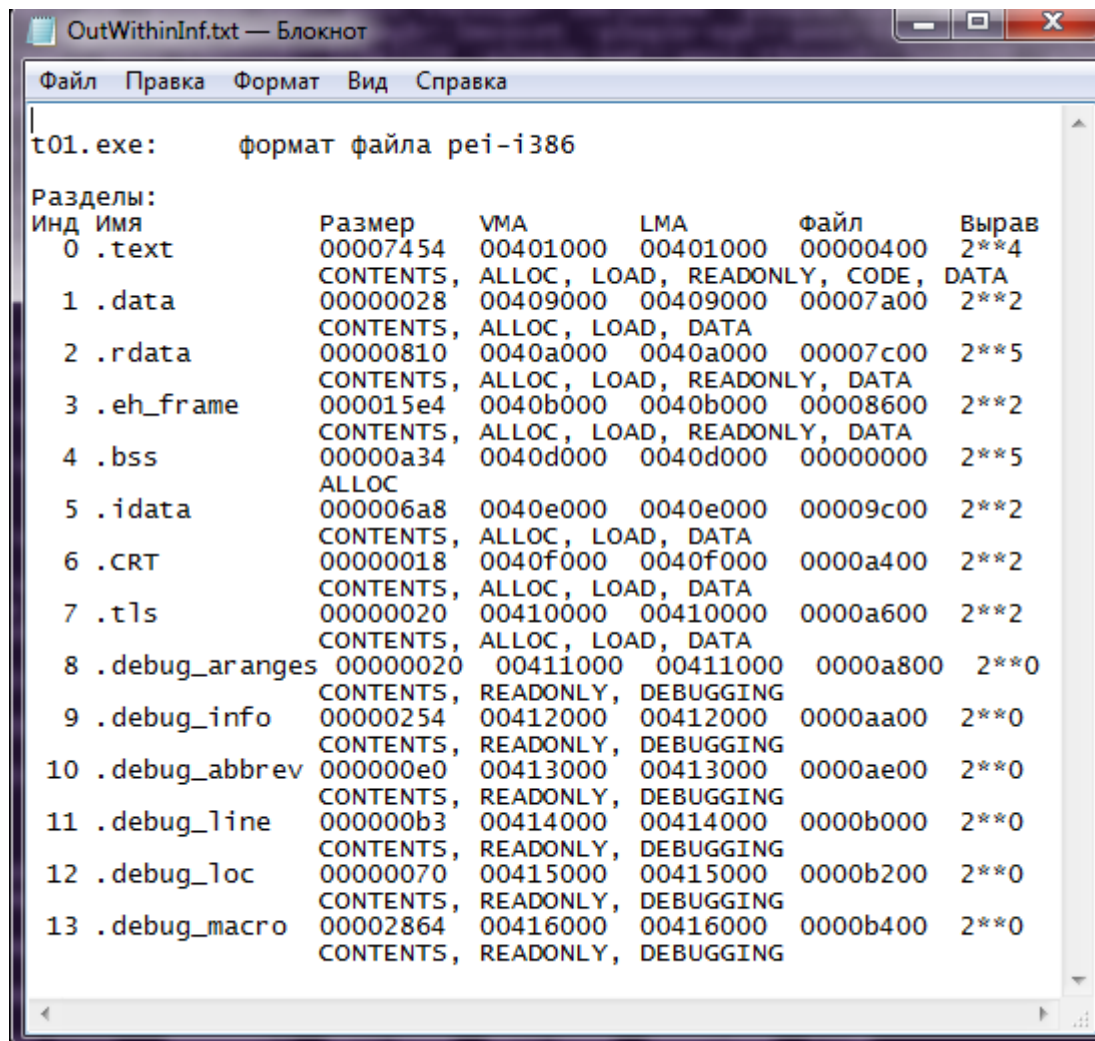 OutWithinInf.txt — Блокнот
Файл Правка Формат Вид Справка
t01.exe:     формат файла pei-i386
Разделы:
Инд Имя           Размер    VMA       LMA       Файл      Вырав
  0 .text         00007454  00401000  00401000  00000400  2**4
                  CONTENTS, ALLOC, LOAD, READONLY, CODE, DATA
  1 .data         00000028  00409000  00409000  00007a00  2**2
                  CONTENTS, ALLOC, LOAD, DATA
  2 .rdata        00000810  0040a000  0040a000  00007c00  2**5
                  CONTENTS, ALLOC, LOAD, READONLY, DATA
  3 .eh_frame     000015e4  0040b000  0040b000  00008600  2**2
                  CONTENTS, ALLOC, LOAD, READONLY, DATA
  4 .bss          00000a34  0040d000  0040d000  00000000  2**5
                  ALLOC
  5 .idata        000006a8  0040e000  0040e000  00009c00  2**2
                  CONTENTS, ALLOC, LOAD, DATA
  6 .CRT          00000018  0040f000  0040f000  0000a400  2**2
                  CONTENTS, ALLOC, LOAD, DATA
  7 .tls          00000020  00410000  00410000  0000a600  2**2
                  CONTENTS, ALLOC, LOAD, DATA
  8 .debug_aranges 00000020  00411000  00411000  0000a800  2**0
                  CONTENTS, READONLY, DEBUGGING
  9 .debug_info   00000254  00412000  00412000  0000aa00  2**0
                  CONTENTS, READONLY, DEBUGGING
 10 .debug_abbrev 000000e0  00413000  00413000  0000ae00  2**0
                  CONTENTS, READONLY, DEBUGGING
 11 .debug_line   000000b3  00414000  00414000  0000b000  2**0
                  CONTENTS, READONLY, DEBUGGING
 12 .debug_loc    00000070  00415000  00415000  0000b200  2**0
                  CONTENTS, READONLY, DEBUGGING
 13 .debug_macro  00002864  00416000  00416000  0000b400  2**0
                  CONTENTS, READONLY, DEBUGGING